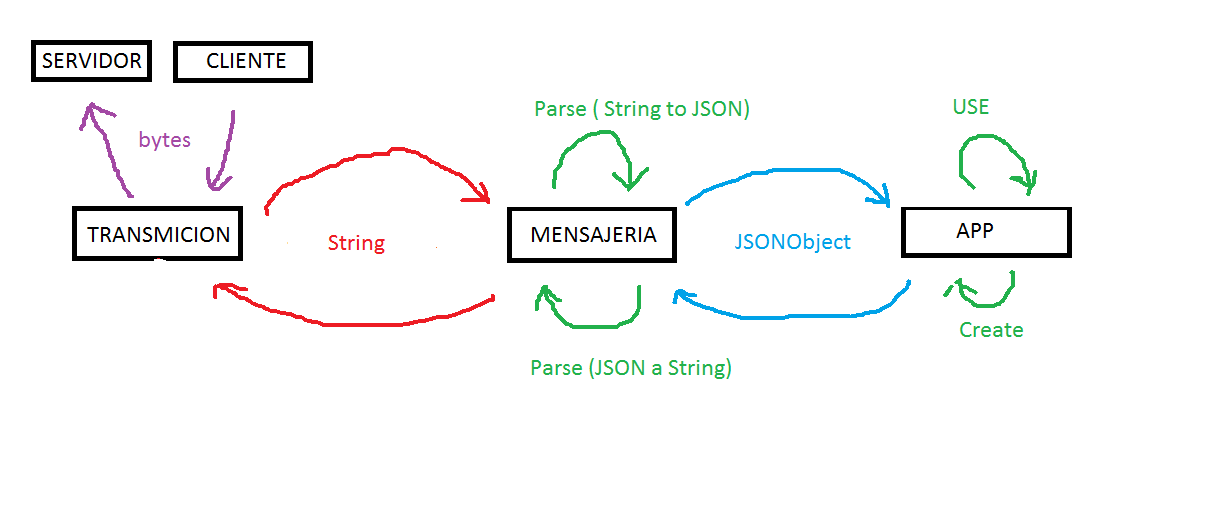 SERVIDOR
CLIENTE
bytes
Parse ( String to JSON)
USE
TRANSMICION
String
MENSAJERIA
JSONObject
APP
Create
Parse (JSON a String)